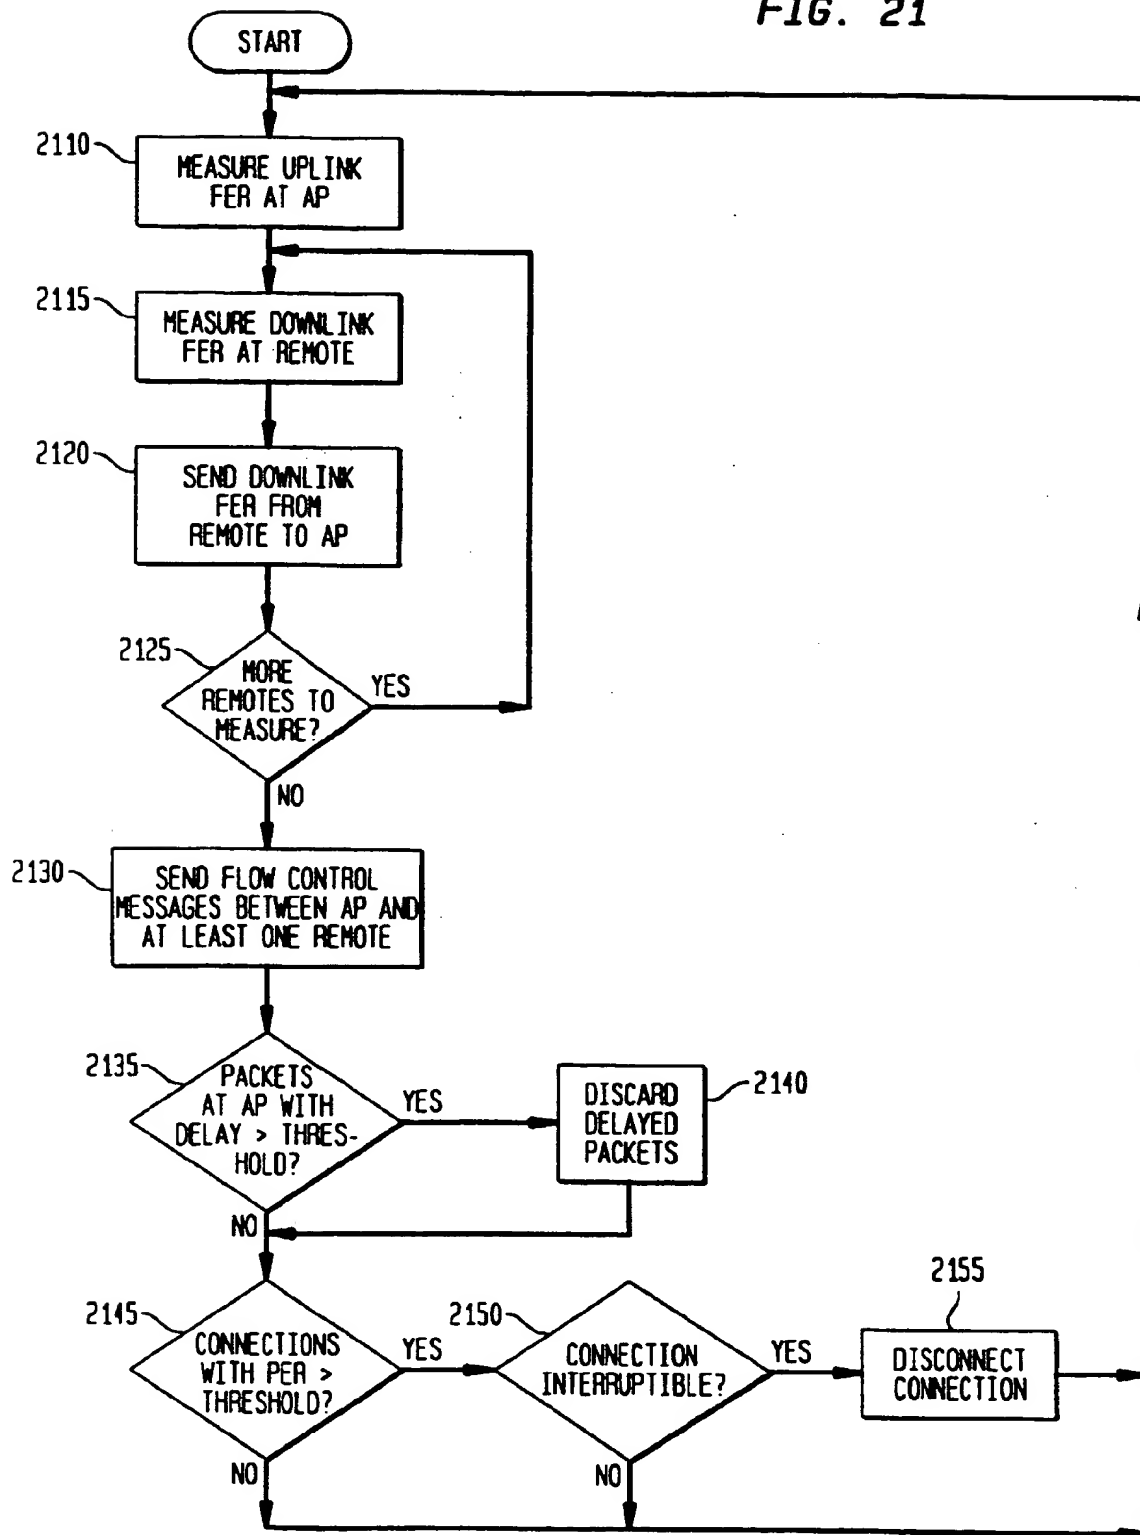 FIG. 21
START
2110
MEASURE UPLINK
FER AT AP
2115
MEASURE DOWNLINK
FER AT REMOTE
2120
SEND DOWNLINK
FER FROM
REMOTE TO AP
2125
MORE
REMOTES TO
MEASURE?
YES
NO
2130
SEND FLOW CONTROL
MESSAGES BETWEEN AP AND
AT LEAST ONE REMOTE
2135
PACKETS
AT AP WITH
DELAY > THRES-
HOLD?
YES
2140
DISCARD
DELAYED
PACKETS
NO
2145
CONNECTIONS
WITH PER >
THRESHOLD?
YES
2150
CONNECTION
INTERRUPTIBLE?
YES
2155
DISCONNECT
CONNECTION
NO
NO